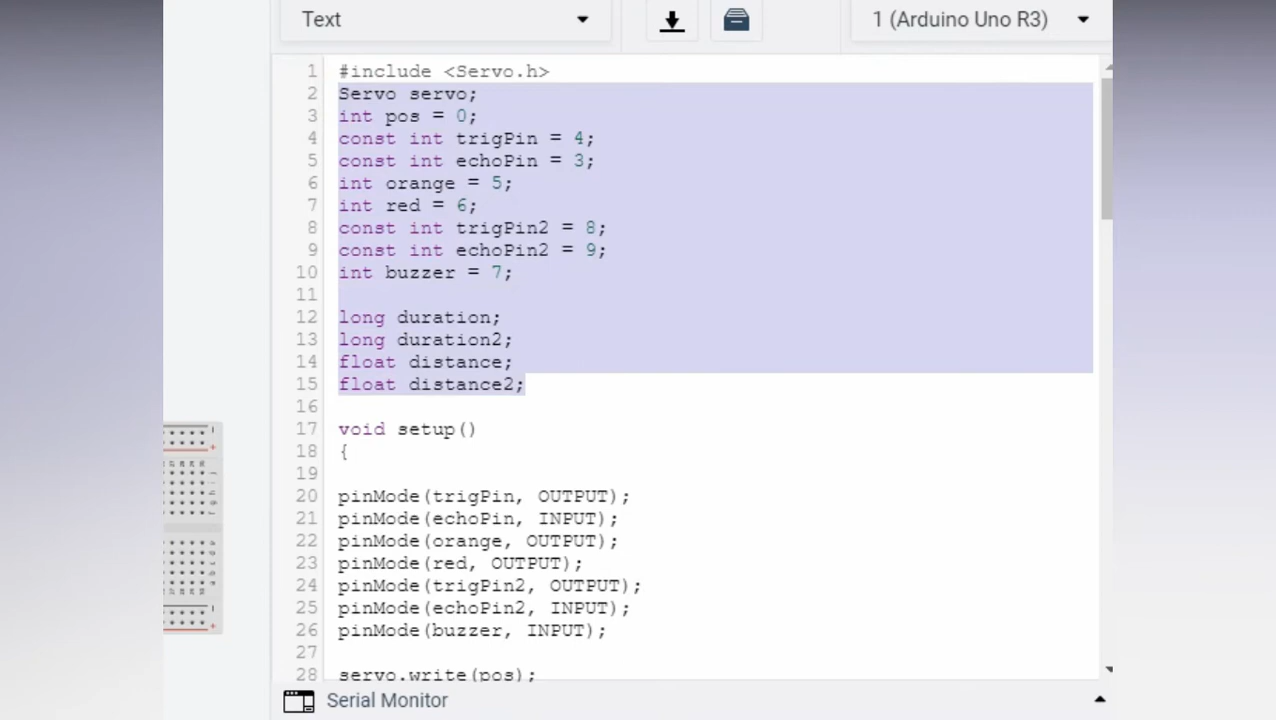 Text
1 (Arduino Uno R3)
1 #include <Servo.h>
2 Servo servo;
3 int pos = 0;
4 const int trigPin = 4;
5 const int echoPin = 3;
6 int orange = 5;
7 int red = 6;
8 const int trigPin2 = 8;
9 const int echoPin2 = 9;
10 int buzzer = 7;
11
12 long duration;
13 long duration2;
14 float distance;
15 float distance2;
16
17 void setup()
18 {
19
20 pinMode(trigPin, OUTPUT);
21 pinMode(echoPin, INPUT);
22 pinMode(orange, OUTPUT);
23 pinMode(red, OUTPUT);
24 pinMode(trigPin2, OUTPUT);
25 pinMode(echoPin2, INPUT);
26 pinMode(buzzer, INPUT);
27
28 servo.write(pos);
Serial Monitor